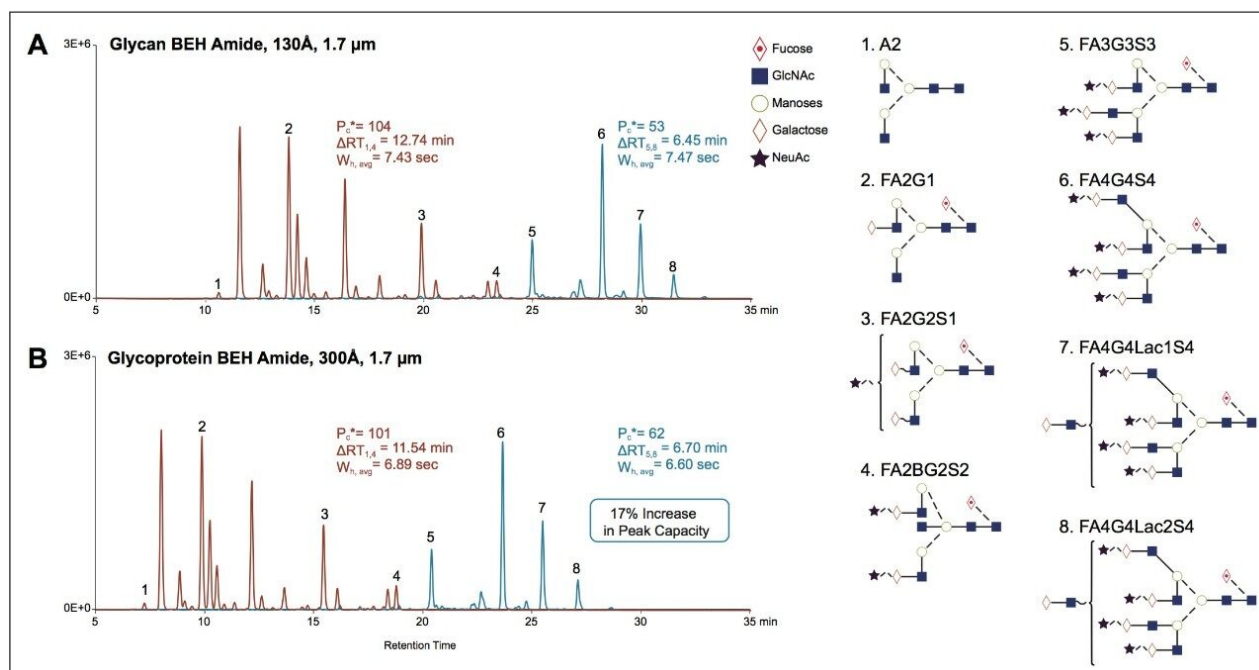 A
Glycan BEH Amide, 130Å, 1.7 µm
3E+6
0E+0
1
2
3
4
5
6
7
8
Pc*= 104
ΔRT1,4 = 12.74 min
Wh, avg = 7.43 sec
Pc*= 53
ΔRT5,8 = 6.45 min
Wh, avg = 7.47 sec
5 10 15 20 25 30 35 min
B
Glycoprotein BEH Amide, 300Å, 1.7 µm
3E+6
0E+0
1
2
3
4
5
6
7
8
Pc*= 101
ΔRT1,4 = 11.54 min
Wh, avg = 6.89 sec
Pc*= 62
ΔRT5,8 = 6.70 min
Wh, avg = 6.60 sec
17% Increase
in Peak Capacity
5 10 15 20 25 30 35 min
Retention Time
Fucose
GlcNAc
Manoses
Galactose
NeuAc
1. A2
2. FA2G1
3. FA2G2S1
4. FA2BG2S2
5. FA3G3S3
6. FA4G4S4
7. FA4G4Lac1S4
8. FA4G4Lac2S4